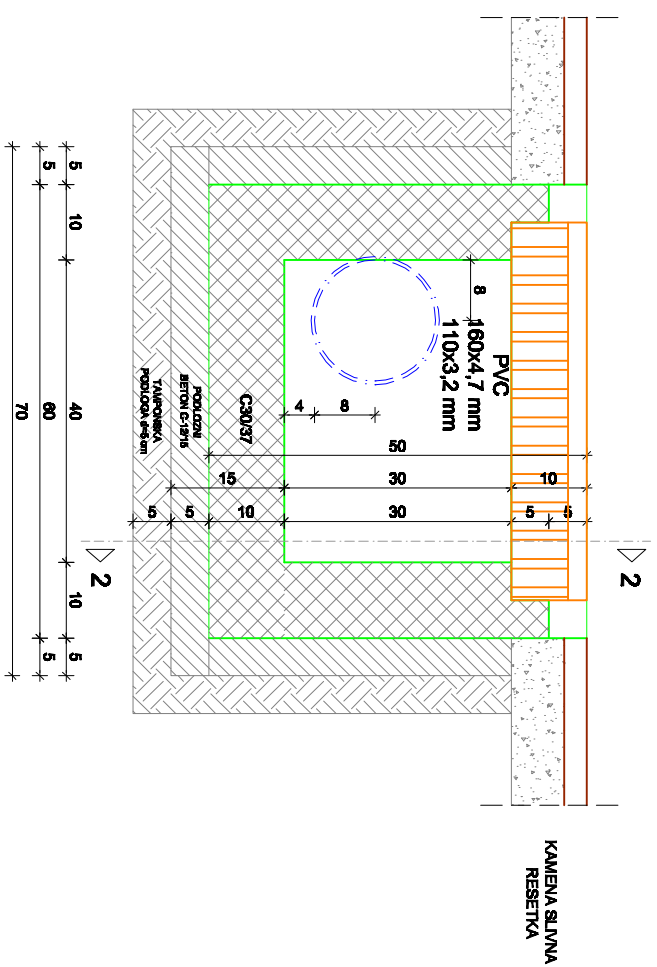 KAMENA SLIVNA
RESETKA
PVC
160x4,7 mm
110x3,2 mm
8
4
8
50
10
30
15
5
5
30
10
5
5
C30/37
PODLOZNI
BETON C-12/15
TAMPONSKA
PODLOGA d=5 cm
2
2
5
10
40
10
5
60
5
5
70